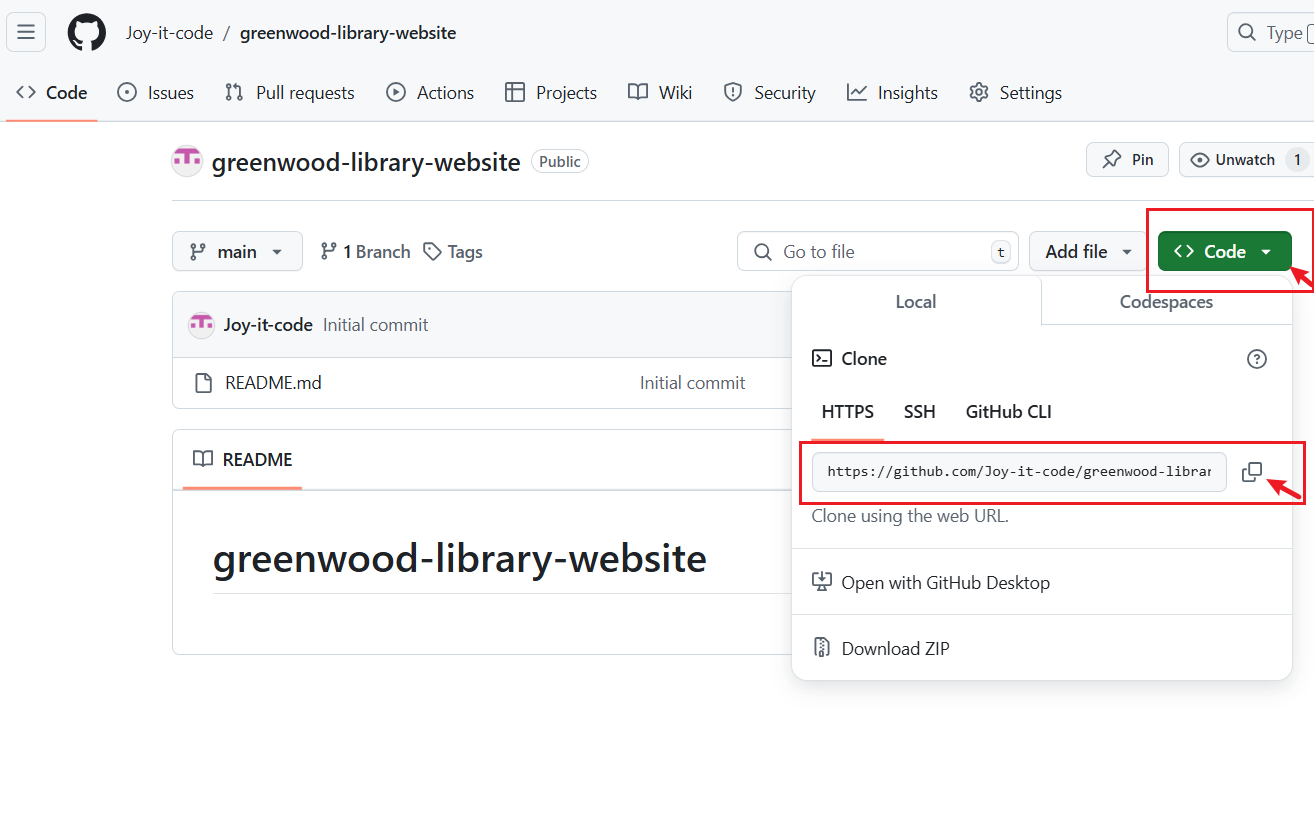 Joy-it-code / greenwood-library-website
Type
Code Issues Pull requests Actions Projects Wiki Security Insights Settings
greenwood-library-website Public
Pin Unwatch 1
main 1 Branch Tags
Go to file t Add file Code
Joy-it-code Initial commit
README.md Initial commit
README
greenwood-library-website
Local Codespaces
Clone
HTTPS SSH GitHub CLI
https://github.com/Joy-it-code/greenwood-librar
Clone using the web URL.
Open with GitHub Desktop
Download ZIP